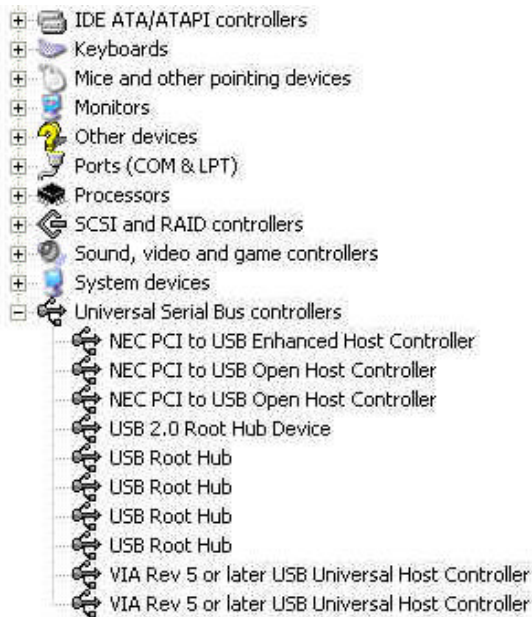 IDE ATA/ATAPI controllers
Keyboards
Mice and other pointing devices
Monitors
Other devices
Ports (COM & LPT)
Processors
SCSI and RAID controllers
Sound, video and game controllers
System devices
Universal Serial Bus controllers
NEC PCI to USB Enhanced Host Controller
NEC PCI to USB Open Host Controller
NEC PCI to USB Open Host Controller
USB 2.0 Root Hub Device
USB Root Hub
USB Root Hub
USB Root Hub
USB Root Hub
VIA Rev 5 or later USB Universal Host Controller
VIA Rev 5 or later USB Universal Host Controller